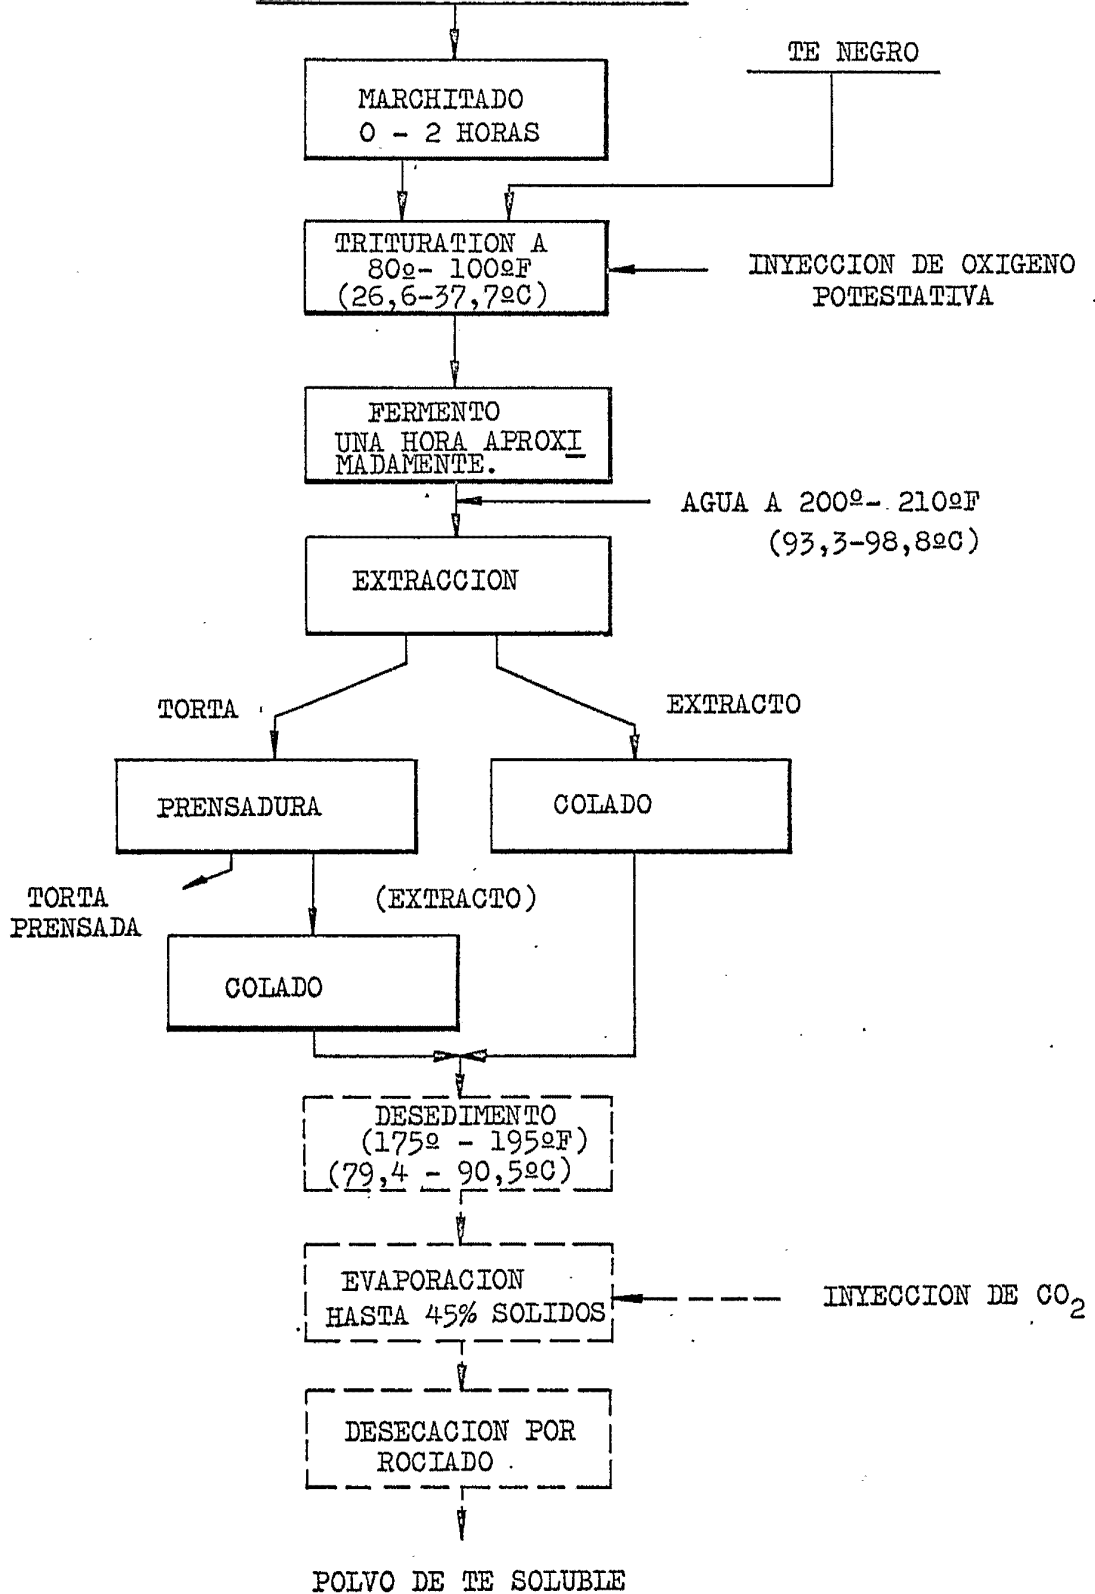 TE NEGRO
MARCHITADO
0 - 2 HORAS
TRITURATION A
80º- 100ºF
(26,6-37,7ºC)
INYECCION DE OXIGENO
POTESTATIVA
FERMENTO
UNA HORA APROXI
MADAMENTE.
AGUA A 200º- 210ºF
(93,3-98,8ºC)
EXTRACCION
TORTA
EXTRACTO
PRENSADURA
COLADO
TORTA
PRENSADA
(EXTRACTO)
COLADO
DESEDIMENTO
(175º - 195ºF)
(79,4 - 90,5ºC)
EVAPORACION
HASTA 45% SOLIDOS
INYECCION DE CO2
DESECACION POR
ROCIADO
POLVO DE TE SOLUBLE